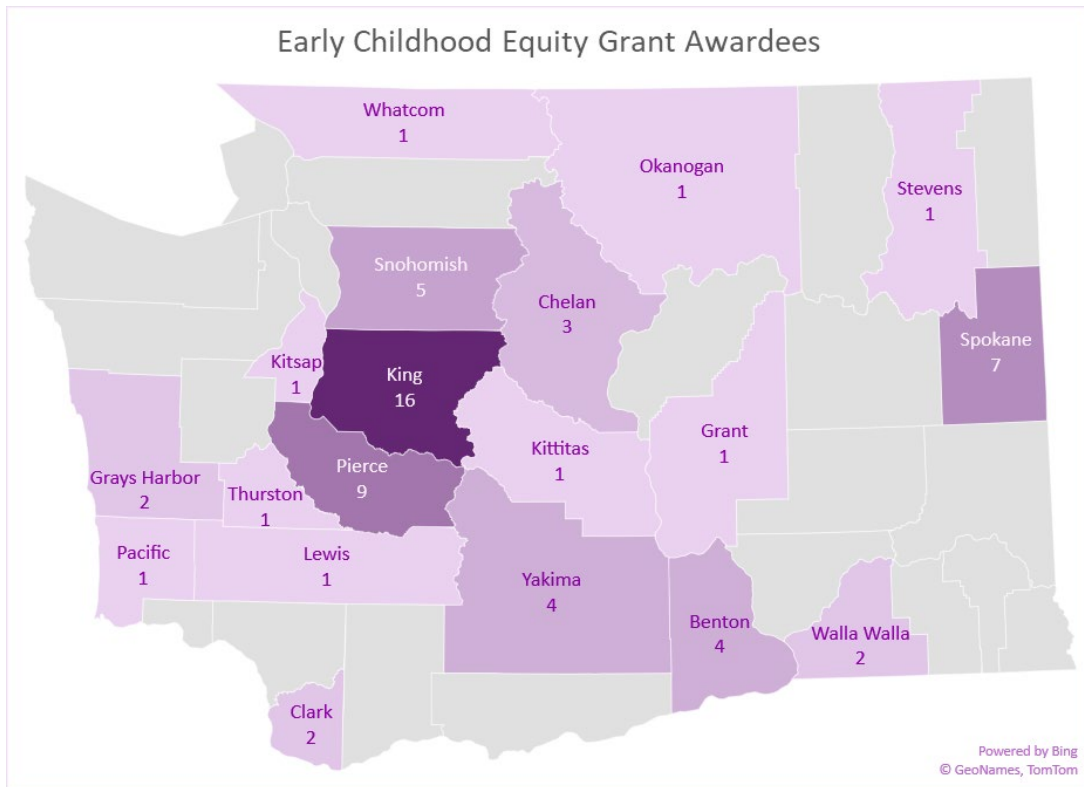 Early Childhood Equity Grant Awardees
Whatcom
1
Okanogan
1
Stevens
1
Snohomish
5
Chelan
3
Spokane
7
Kitsap
1
King
16
Kittitas
1
Grant
1
Pierce
9
Grays Harbor
2
Thurston
1
Pacific
1
Lewis
1
Yakima
4
Benton
4
Walla Walla
2
Clark
2
Powered by Bing
© GeoNames, TomTom